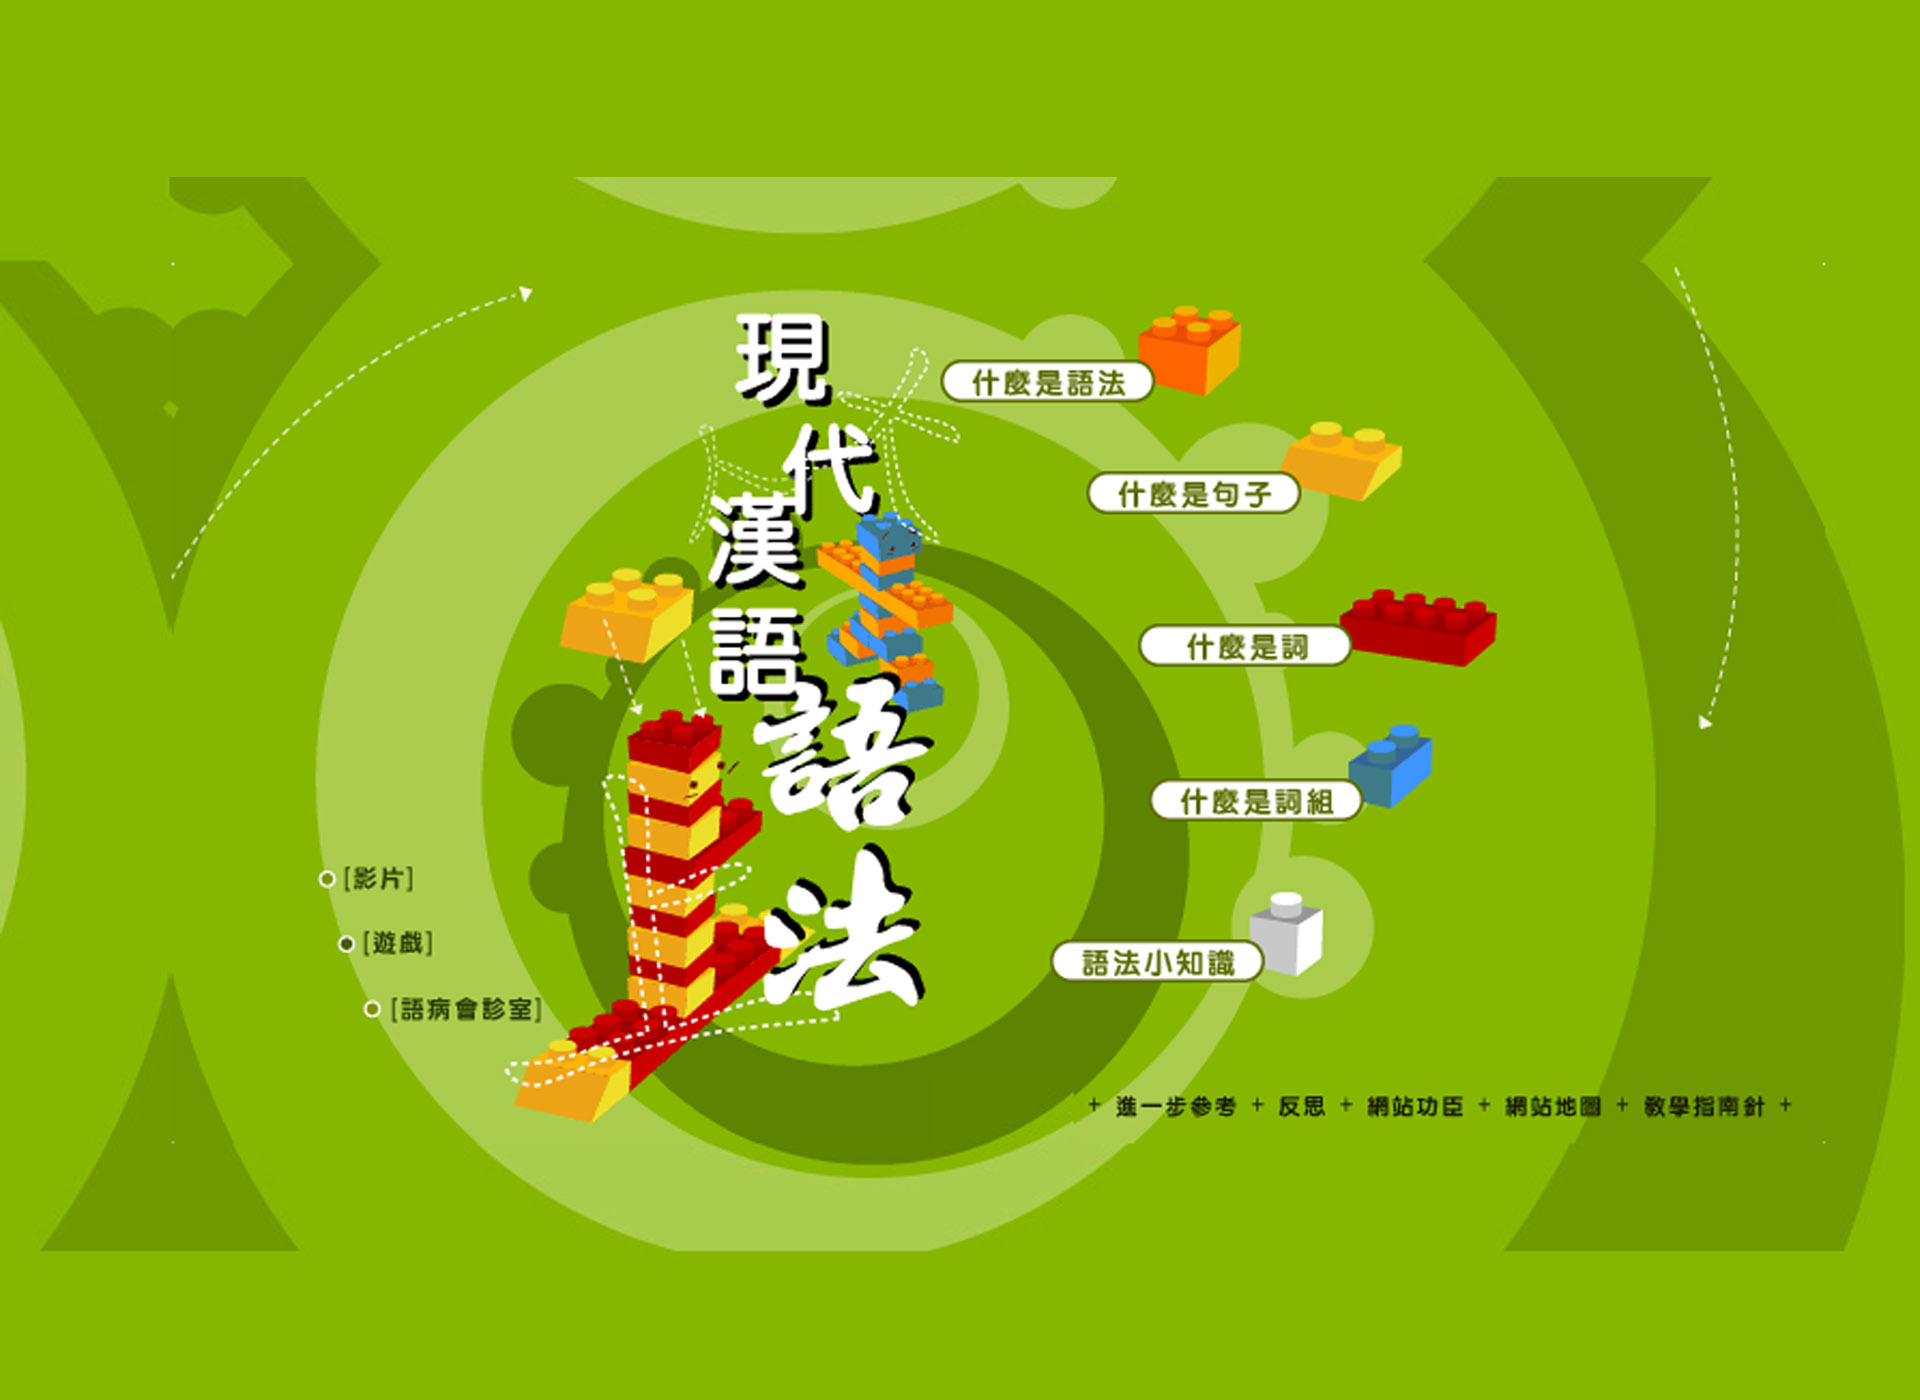 現代漢語
語法
什麼是語法
什麼是句子
什麼是詞
什麼是詞組
語法小知識
[影片]
[遊戲]
[語病會診室]
+ 進一步參考 + 反思 + 網站功臣 + 網站地圖 + 教學指南針 +